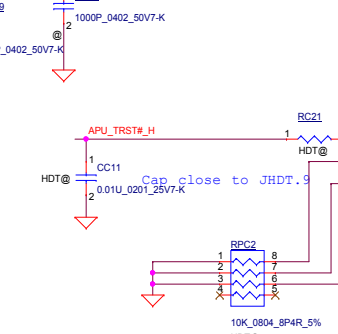 9
1000P_0402_50V7-K
2
@
_0402_50V7-K
RC21
APU_TRST#_H
1
HDT@
1
CC11
HDT@
Cap close to JHDT.9
0.01U_0201_25V7-K
2
RPC2
1 8
2 7
3 6
4 5
10K_0804_8P4R_5%